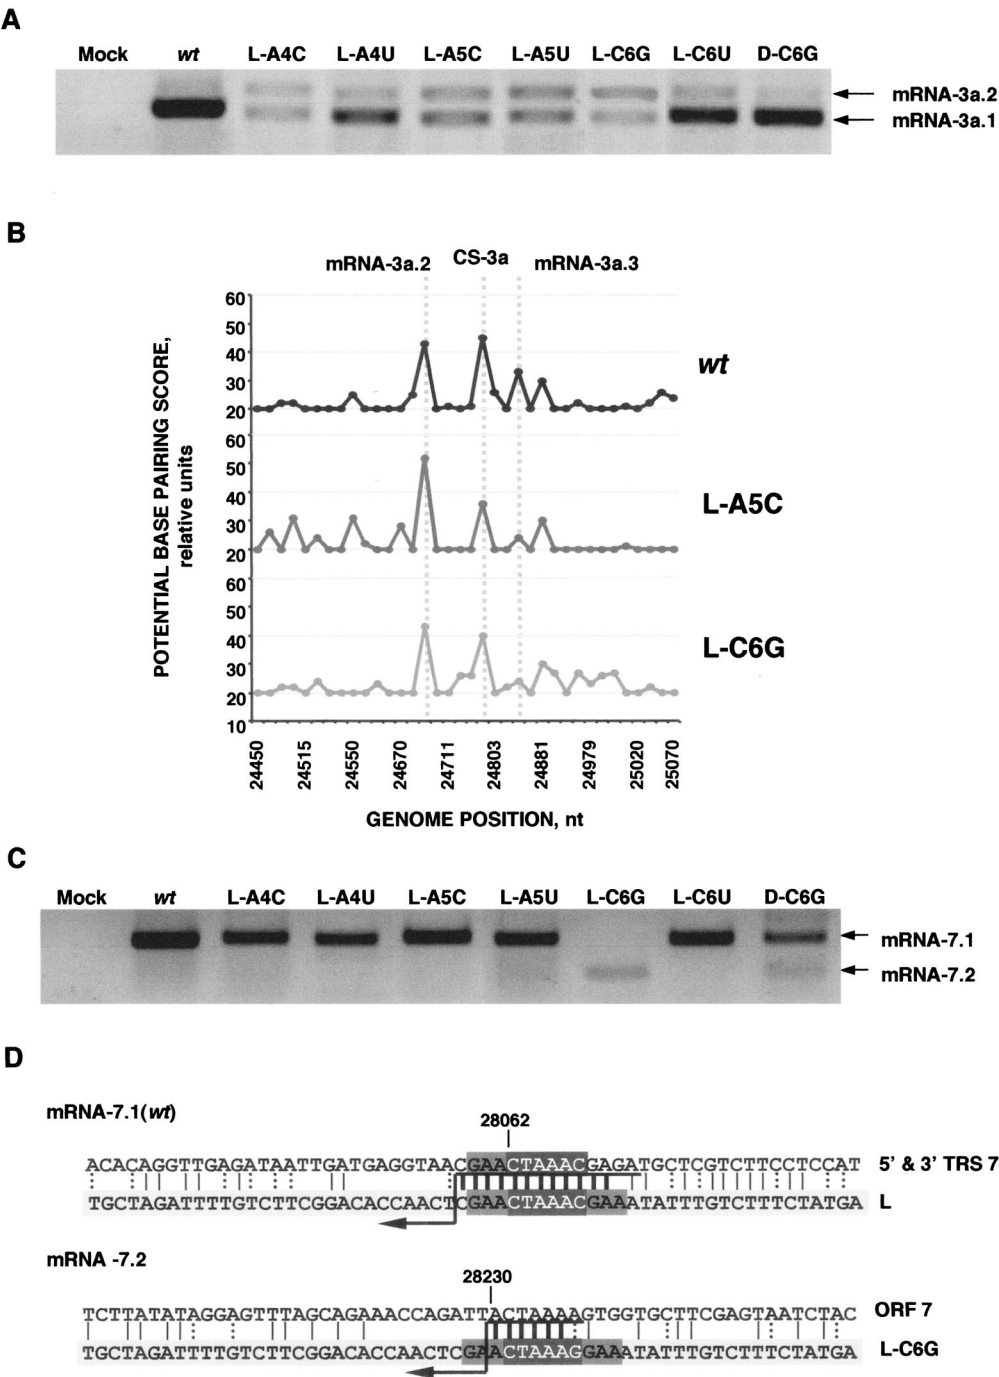 A
Mock wt L-A4C L-A4U L-A5C L-A5U L-C6G L-C6U D-C6G
mRNA-3a.2
mRNA-3a.1
B
mRNA-3a.2 CS-3a mRNA-3a.3
POTENTIAL BASE PAIRING SCORE,
relative units
60
50
40
30
20
wt
60
50
40
30
20
L-A5C
60
50
40
30
20
10
L-C6G
24450 24515 24550 24670 24711 24803 24881 24979 25020 25070
GENOME POSITION, nt
C
Mock wt L-A4C L-A4U L-A5C L-A5U L-C6G L-C6U D-C6G
mRNA-7.1
mRNA-7.2
D
mRNA-7.1(wt)
28062
ACACAGGTTGAGATAATTGATGAGGTAACGAACTAAACGAGATGCTCGTCTTCCTCCAT 5' & 3' TRS 7
TGCTAGATTTTGTCTTCGGACACCAACTCGAACTAAACGAAATATTTGTCTTTCTATGA L
mRNA -7.2
28230
TCTTATATAGGAGTTTAGCAGAAACCAGATTACTAAAAAGTGGTGCTTCGAGTAATCTAC ORF 7
TGCTAGATTTTGTCTTCGGACACCAACTCGAACTAAAGGAAATATTTGTCTTTCTATGA L-C6G